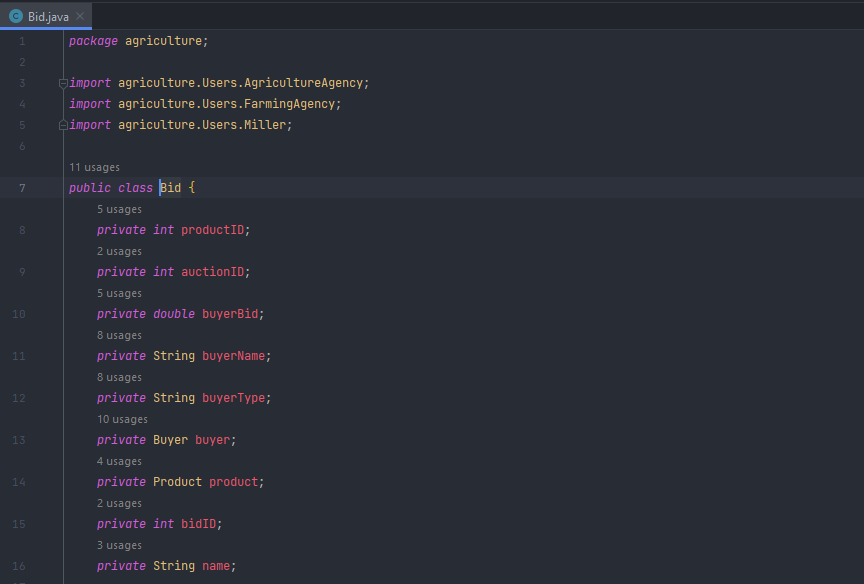 Bid.java
1 package agriculture;
2
3 import agriculture.Users.AgricultureAgency;
4 import agriculture.Users.FarmingAgency;
5 import agriculture.Users.Miller;
6
11 usages
7 public class Bid {
5 usages
8 private int productID;
2 usages
9 private int auctionID;
5 usages
10 private double buyerBid;
8 usages
11 private String buyerName;
8 usages
12 private String buyerType;
10 usages
13 private Buyer buyer;
4 usages
14 private Product product;
2 usages
15 private int bidID;
3 usages
16 private String name;